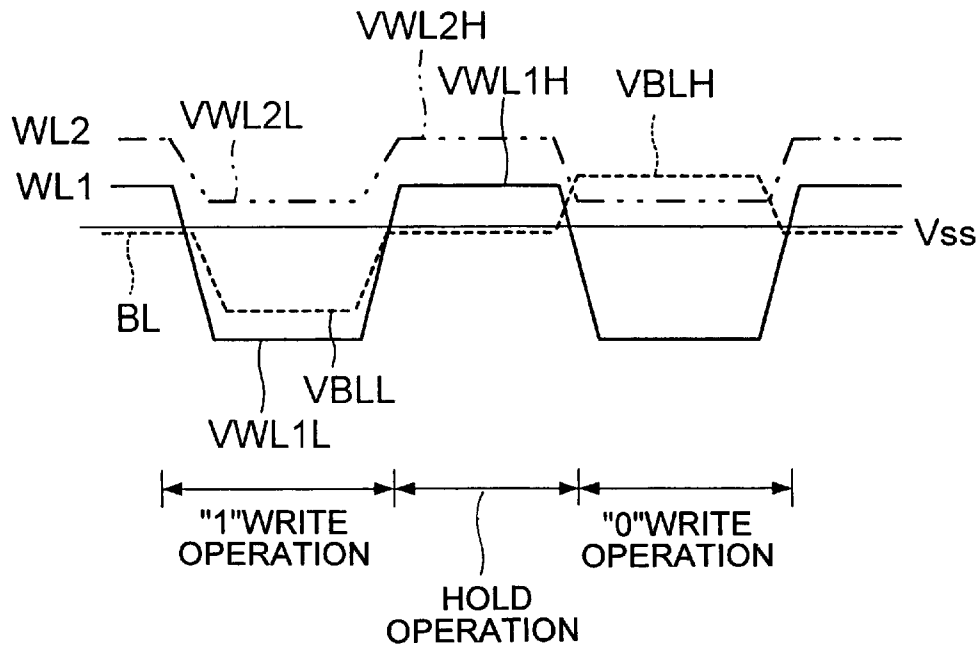 VWL2H
VWL1H
VBLH
WL2
VWL2L
WL1
Vss
BL
VBLL
VWL1L
"1"WRITE
OPERATION
"0"WRITE
OPERATION
HOLD
OPERATION